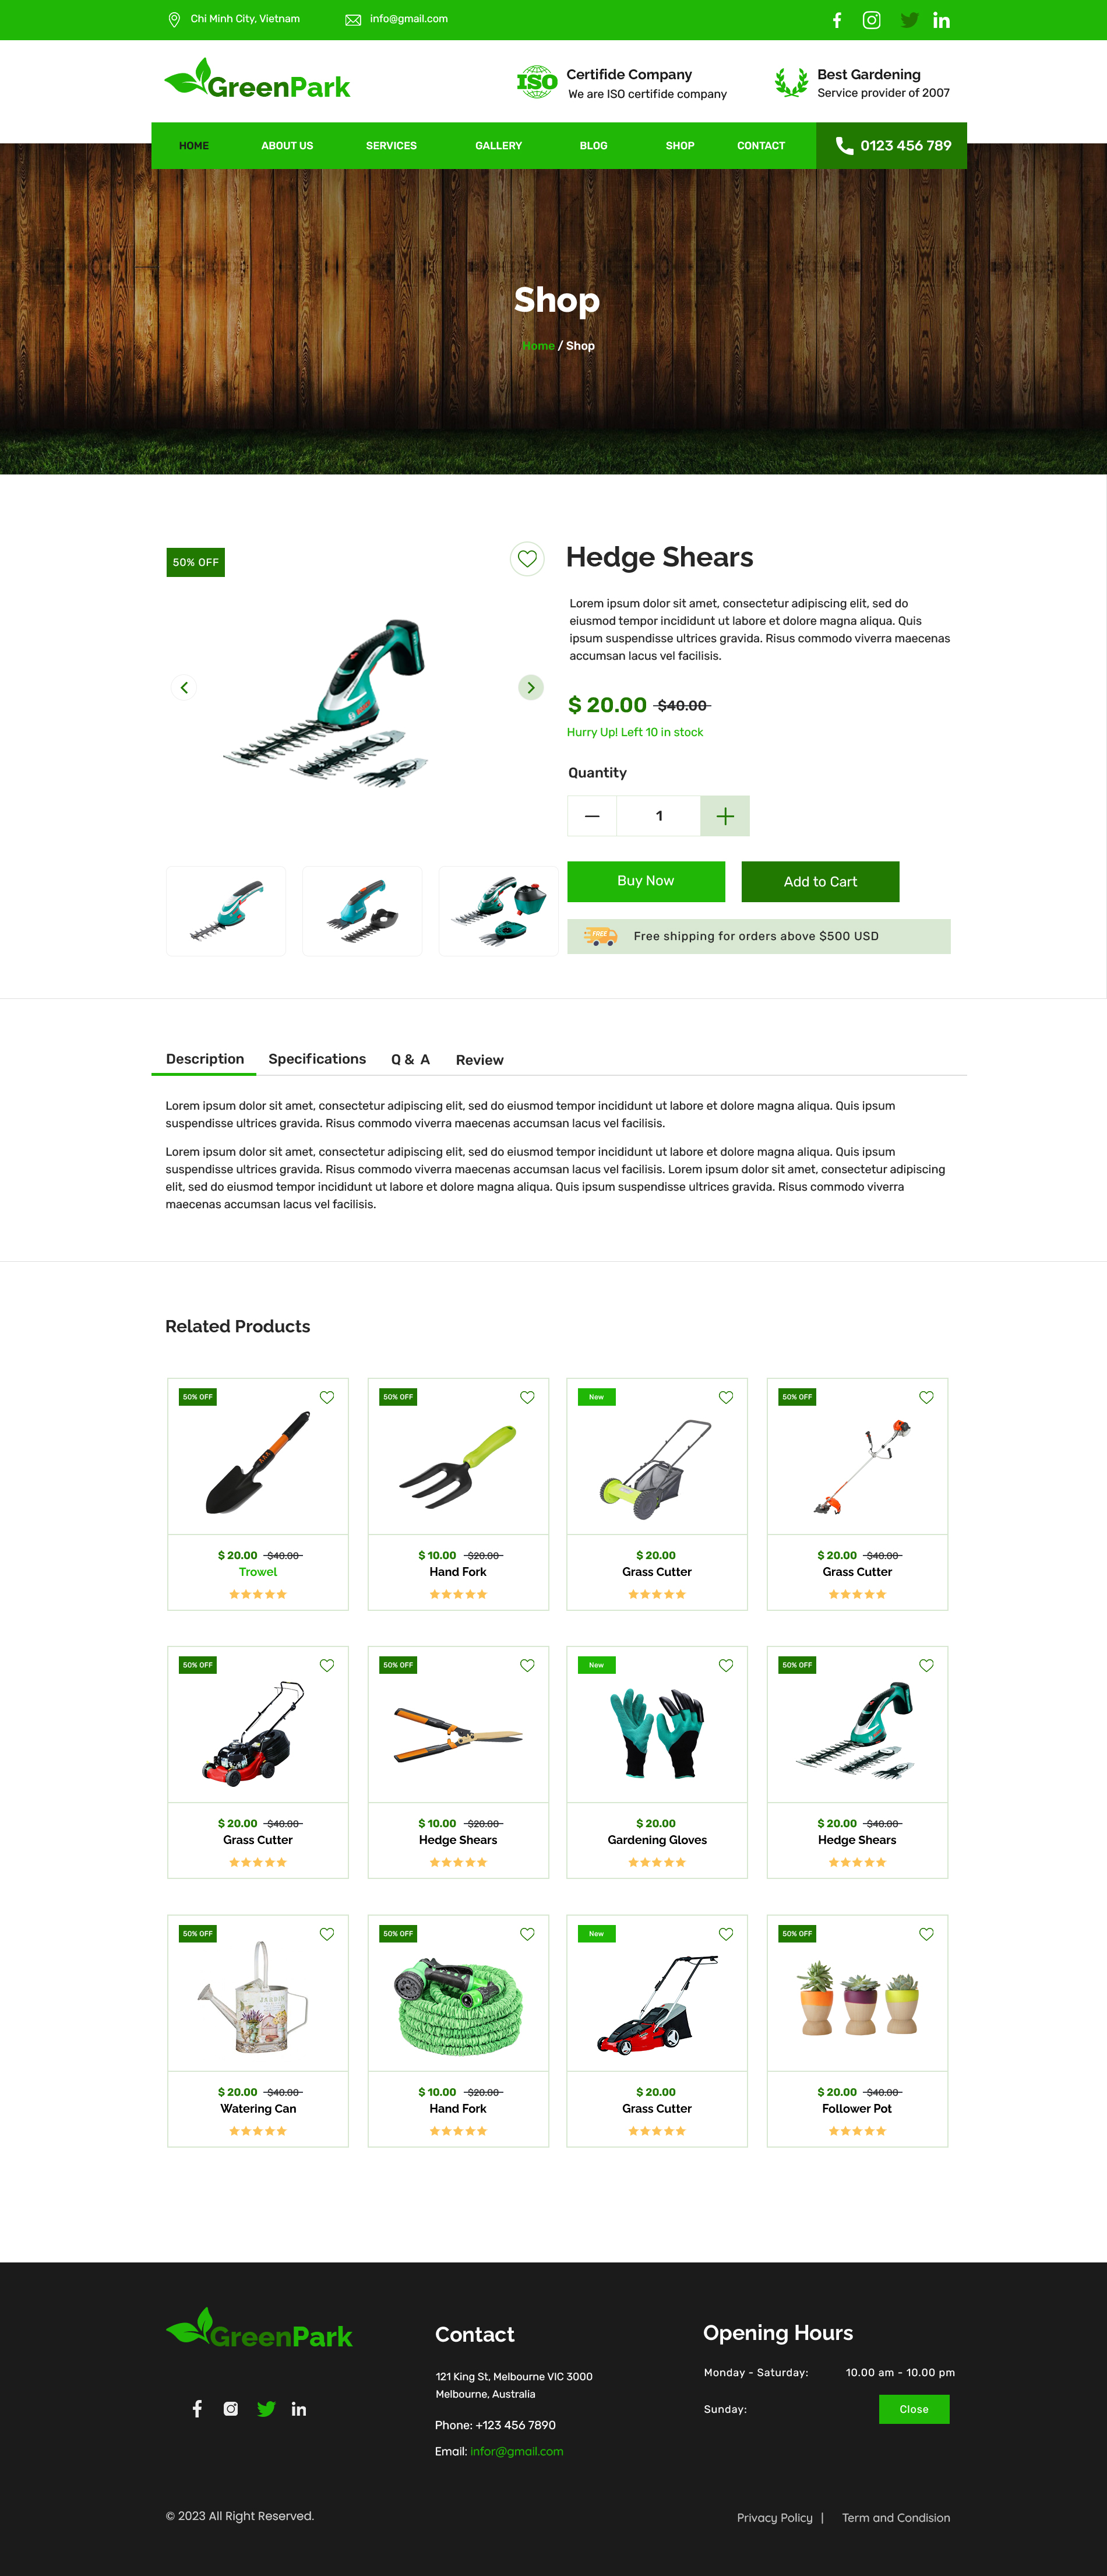 Chi Minh City, Vietnam
info@gmail.com
GreenPark
ISO
Certifide Company
We are ISO certifide company
Best Gardening
Service provider of 2007
HOME
ABOUT US
SERVICES
GALLERY
BLOG
SHOP
CONTACT
0123 456 789
Shop
Home / Shop
50% OFF
Hedge Shears
Lorem ipsum dolor sit amet, consectetur adipiscing elit, sed do
eiusmod tempor incididunt ut labore et dolore magna aliqua. Quis
ipsum suspendisse ultrices gravida. Risus commodo viverra maecenas
accumsan lacus vel facilisis.
$ 20.00 $40.00
Hurry Up! Left 10 in stock
Quantity
1
Buy Now
Add to Cart
FREE
Free shipping for orders above $500 USD
Description
Specifications
Q & A
Review
Lorem ipsum dolor sit amet, consectetur adipiscing elit, sed do eiusmod tempor incididunt ut labore et dolore magna aliqua. Quis ipsum
suspendisse ultrices gravida. Risus commodo viverra maecenas accumsan lacus vel facilisis.
Lorem ipsum dolor sit amet, consectetur adipiscing elit, sed do eiusmod tempor incididunt ut labore et dolore magna aliqua. Quis ipsum
suspendisse ultrices gravida. Risus commodo viverra maecenas accumsan lacus vel facilisis. Lorem ipsum dolor sit amet, consectetur adipiscing
elit, sed do eiusmod tempor incididunt ut labore et dolore magna aliqua. Quis ipsum suspendisse ultrices gravida. Risus commodo viverra
maecenas accumsan lacus vel facilisis.
Related Products
50% OFF
$ 20.00 $40.00
Trowel
50% OFF
$ 10.00 $20.00
Hand Fork
New
$ 20.00
Grass Cutter
50% OFF
$ 20.00 $40.00
Grass Cutter
50% OFF
$ 20.00 $40.00
Grass Cutter
50% OFF
$ 10.00 $20.00
Hedge Shears
New
$ 20.00
Gardening Gloves
50% OFF
$ 20.00 $40.00
Hedge Shears
50% OFF
$ 20.00 $40.00
Watering Can
50% OFF
$ 10.00 $20.00
Hand Fork
New
$ 20.00
Grass Cutter
50% OFF
$ 20.00 $40.00
Follower Pot
GreenPark
Contact
121 King St, Melbourne VIC 3000
Melbourne, Australia
Phone: +123 456 7890
Email: infor@gmail.com
Opening Hours
Monday - Saturday: 10.00 am - 10.00 pm
Sunday: Close
© 2023 All Right Reserved.
Privacy Policy | Term and Condision